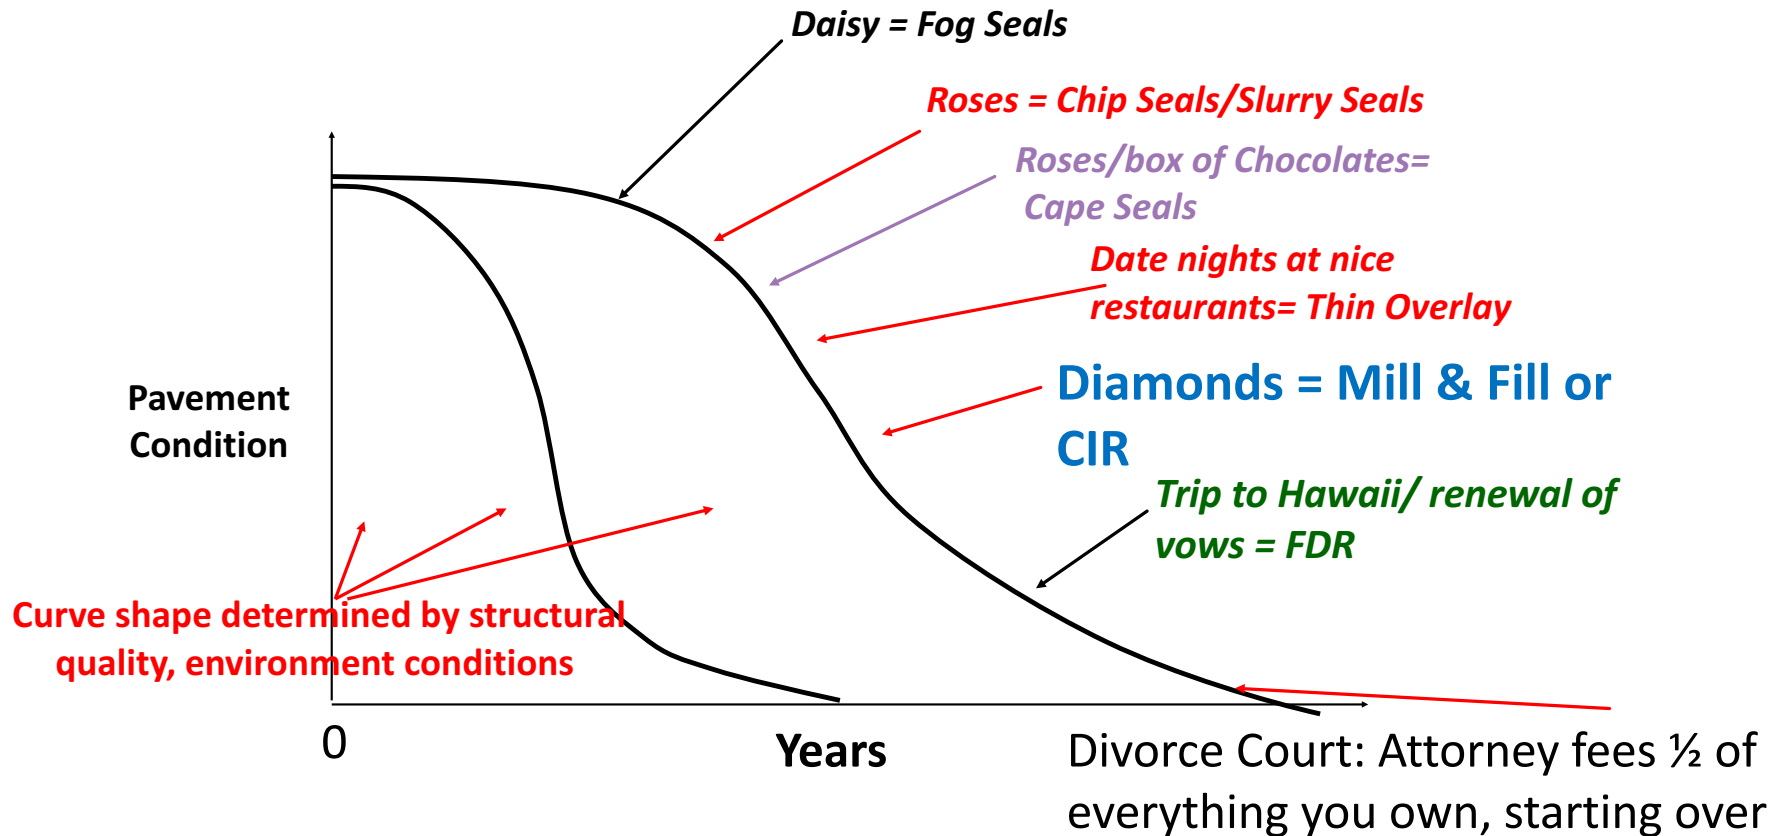 Daisy = Fog Seals
Roses = Chip Seals/Slurry Seals
Roses/box of Chocolates=
Cape Seals
Date nights at nice
restaurants= Thin Overlay
Diamonds = Mill & Fill or
CIR
Pavement
Condition
Trip to Hawaii/ renewal of
vows = FDR
Curve shape determined by structural
quality, environment conditions
0
Years
Divorce Court: Attorney fees ½ of
everything you own, starting over